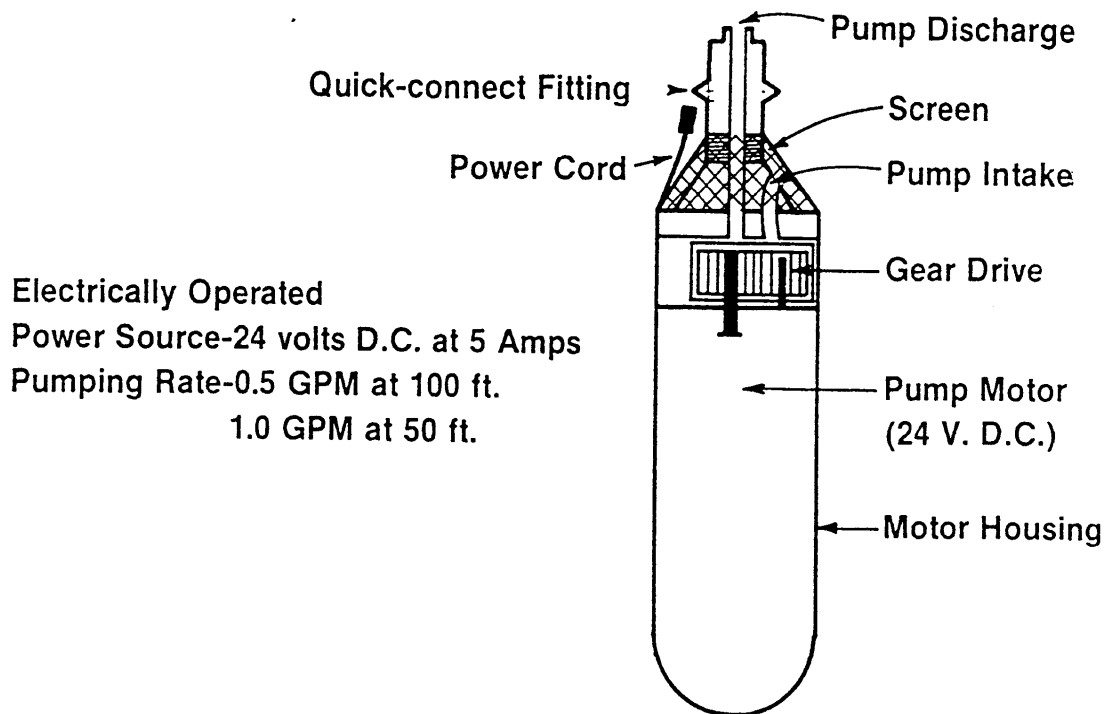 Pump Discharge
Quick-connect Fitting
Screen
Power Cord
Pump Intake
Gear Drive
Electrically Operated
Power Source-24 volts D.C. at 5 Amps
Pumping Rate-0.5 GPM at 100 ft.
1.0 GPM at 50 ft.
Pump Motor
(24 V. D.C.)
Motor Housing